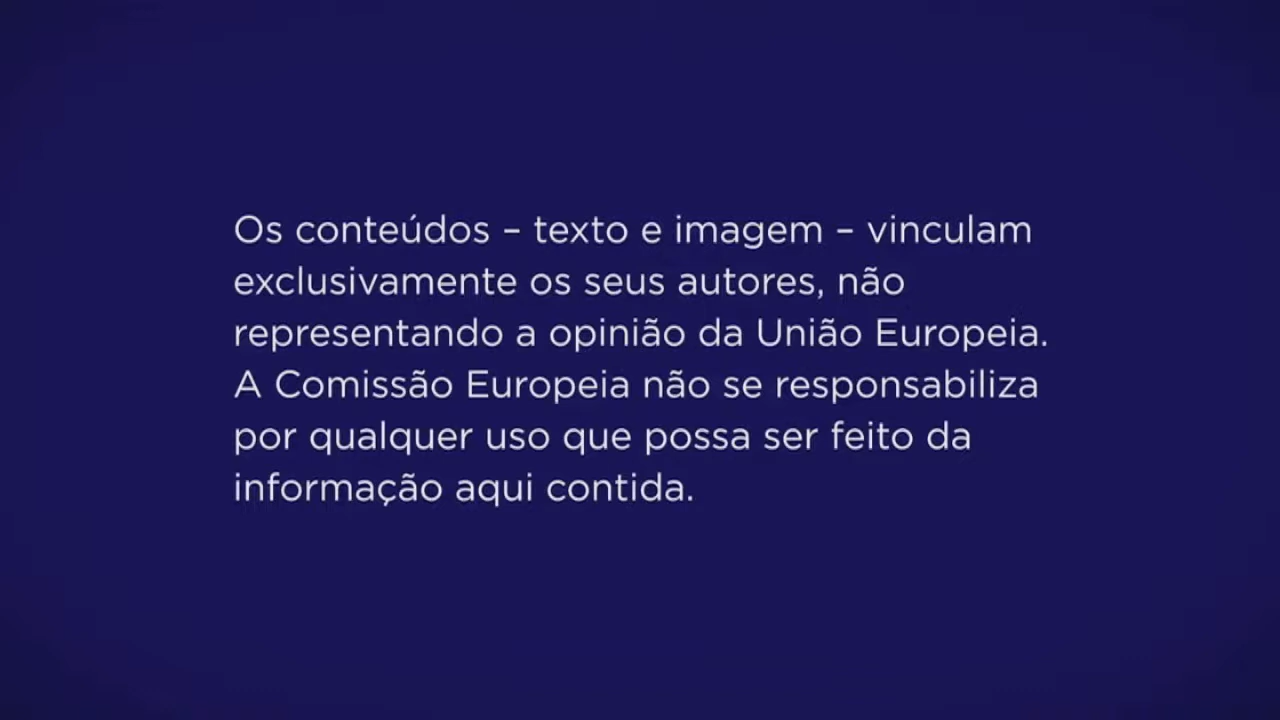 Os conteúdos – texto e imagem – vinculam
exclusivamente os seus autores, não
representando a opinião da União Europeia.
A Comissão Europeia não se responsabiliza
por qualquer uso que possa ser feito da
informação aqui contida.